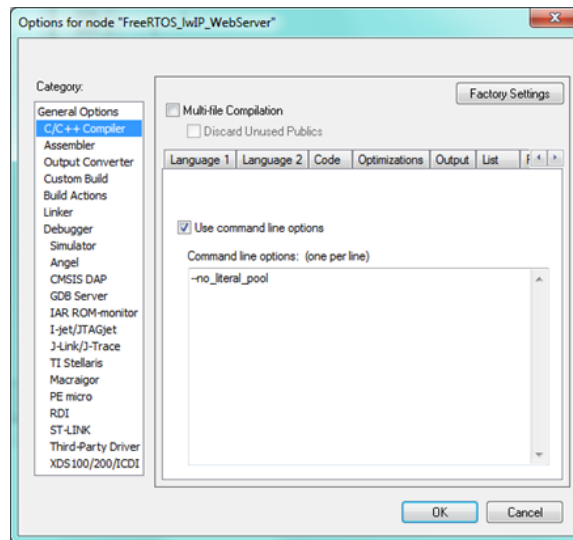 Options for node "FreeRTOS_lwIP_WebServer"
Category:
General Options
C/C++ Compiler
Assembler
Output Converter
Custom Build
Build Actions
Linker
Debugger
Simulator
Angel
CMSIS DAP
GDB Server
IAR ROM-monitor
I-jet/JTAGjet
J-Link/J-Trace
TI Stellaris
Macraigor
PE micro
RDI
ST-LINK
Third-Party Driver
XDS100/200/ICDI
Factory Settings
Multi-file Compilation
Discard Unused Publics
Language 1 Language 2 Code Optimizations Output List
Use command line options
Command line options: (one per line)
--no_literal_pool
OK Cancel